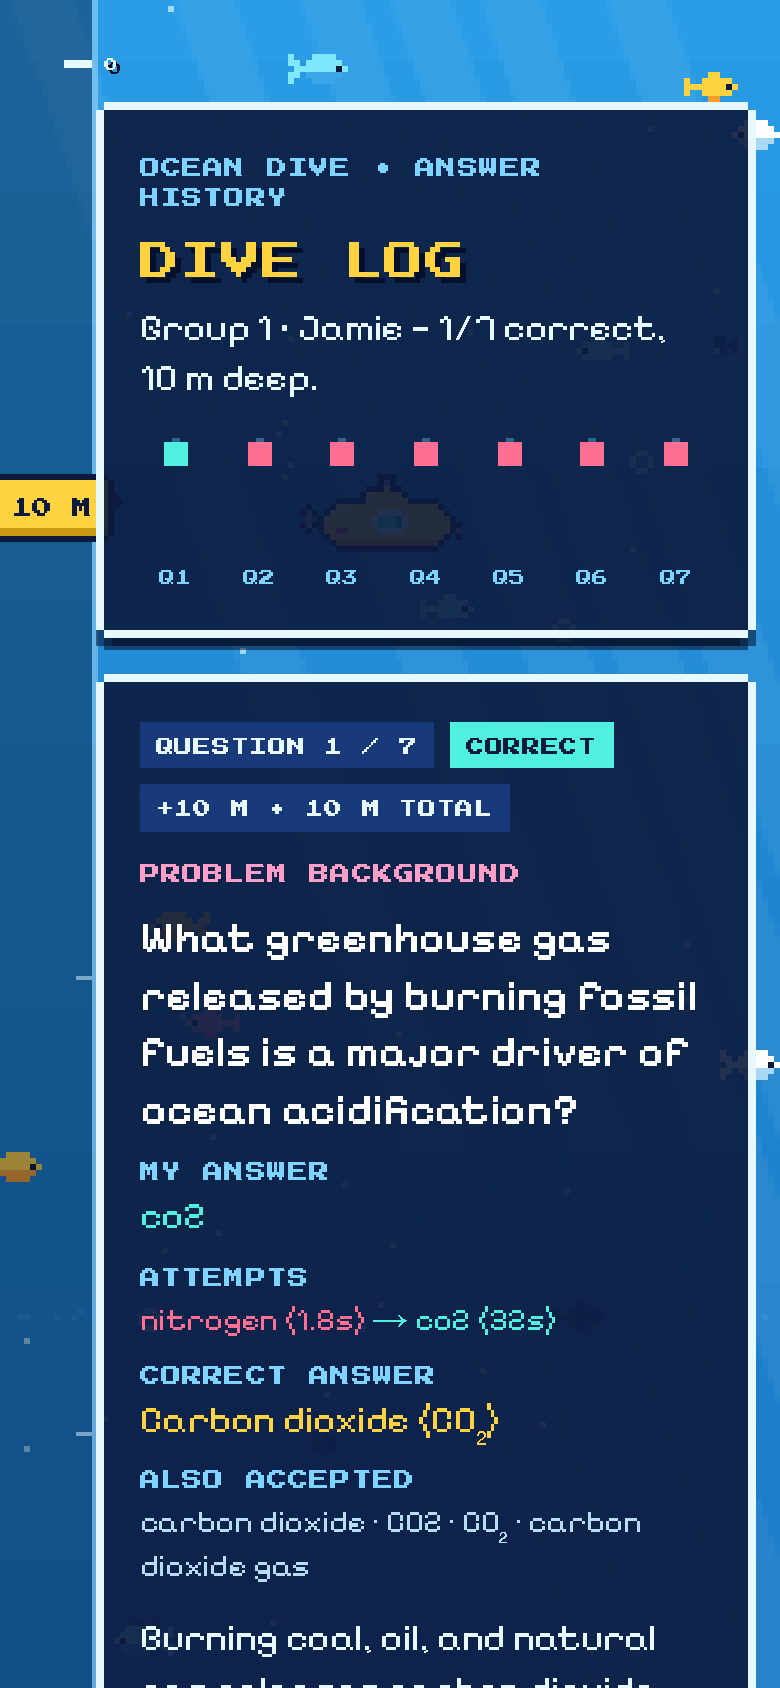 0
OCEAN DIVE • ANSWER
HISTORY
DIVE LOG
Group 1 · Jamie – 1/7 correct,
10 m deep.
10 M
Q1 Q2 Q3 Q4 Q5 Q6 Q7
QUESTION 1 / 7 CORRECT
+10 M • 10 M TOTAL
PROBLEM BACKGROUND
What greenhouse gas
released by burning fossil
fuels is a major driver of
ocean acidification?
MY ANSWER
co2
ATTEMPTS
nitrogen (1.8s) → co2 (32s)
CORRECT ANSWER
Carbon dioxide (CO₂)
ALSO ACCEPTED
carbon dioxide · CO2 · CO₂ · carbon
dioxide gas
Burning coal, oil, and natural